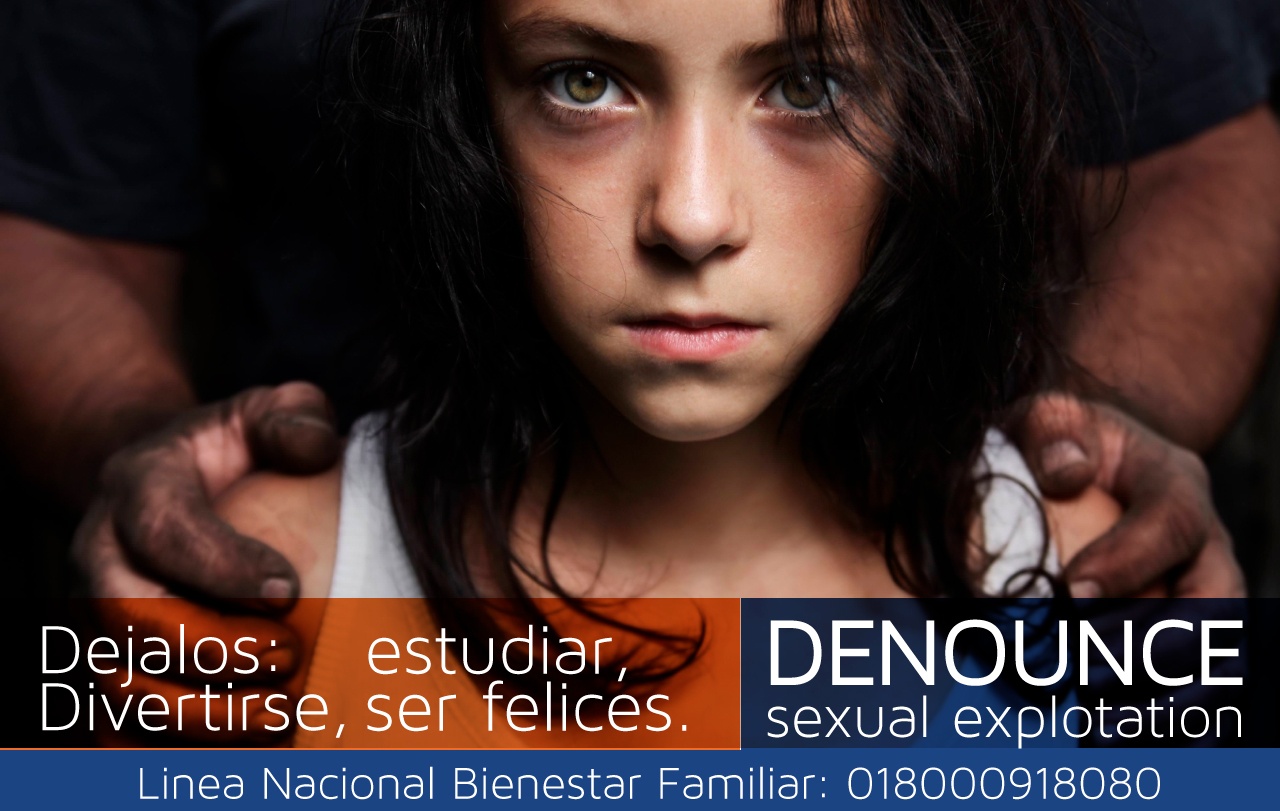 Dejalos: estudiar,
Divertirse, ser felices.
DENOUNCE
sexual explotation
Linea Nacional Bienestar Familiar: 018000918080